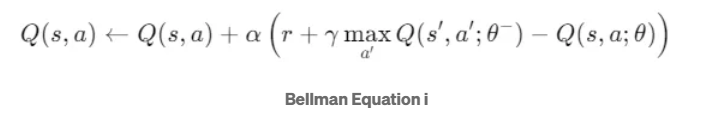 Q(s, a) ← Q(s, a) + α (r + γ max_{a'} Q(s', a'; θ⁻) − Q(s, a; θ))
Bellman Equation i